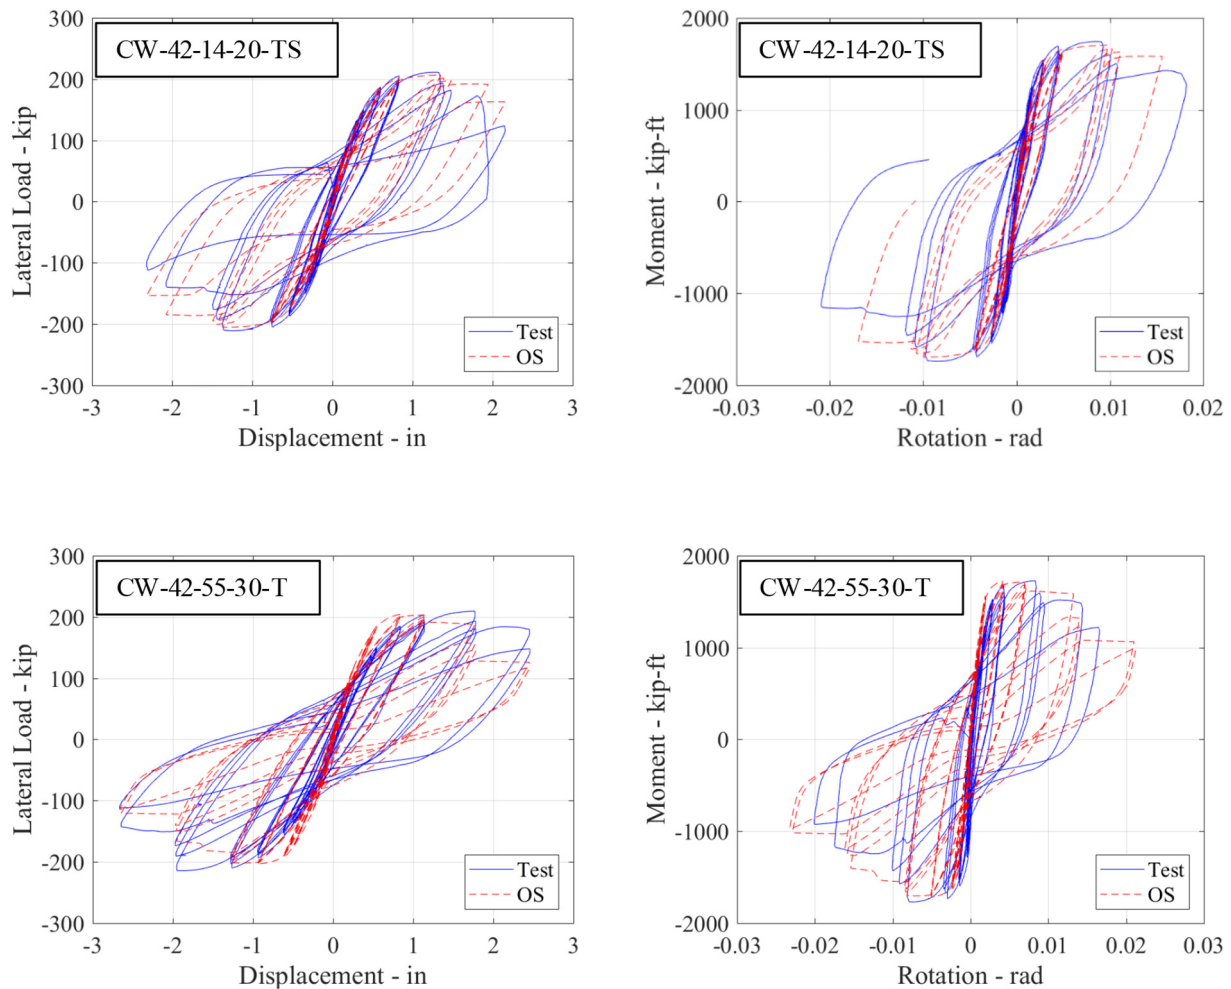 300
200
100
0
-100
-200
-300
Lateral Load - kip
CW-42-14-20-TS
Test
OS
-3 -2 -1 0 1 2 3
Displacement - in
2000
1000
0
-1000
-2000
Moment - kip-ft
CW-42-14-20-TS
Test
OS
-0.03 -0.02 -0.01 0 0.01 0.02
Rotation - rad
300
200
100
0
-100
-200
-300
Lateral Load - kip
CW-42-55-30-T
Test
OS
-3 -2 -1 0 1 2 3
Displacement - in
2000
1000
0
-1000
-2000
Moment - kip-ft
CW-42-55-30-T
Test
OS
-0.03 -0.02 -0.01 0 0.01 0.02 0.03
Rotation - rad